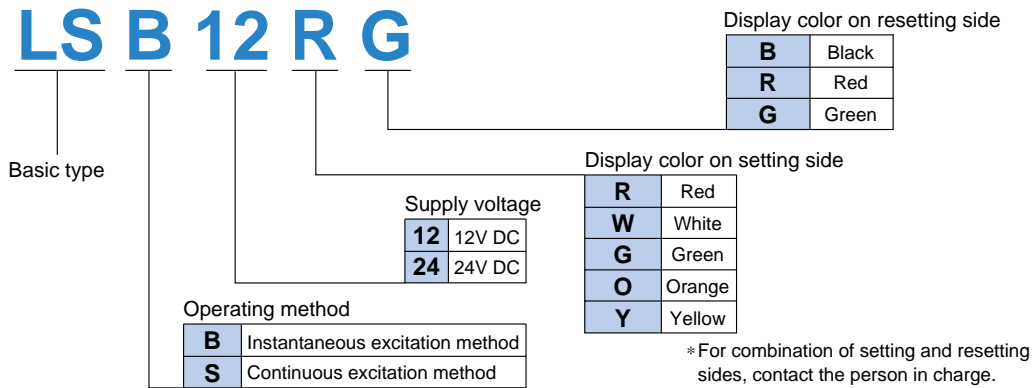 LS B 12 R G
Display color on resetting side
B Black
R Red
G Green
Basic type
Display color on setting side
R Red
W White
G Green
O Orange
Y Yellow
Supply voltage
12 12V DC
24 24V DC
Operating method
B Instantaneous excitation method
S Continuous excitation method
*For combination of setting and resetting
sides, contact the person in charge.